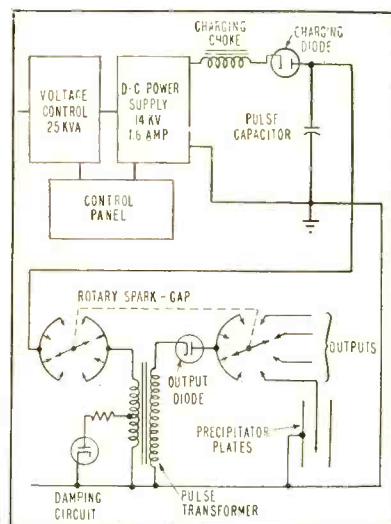 CHARGING
CHOKE
CHARGING
DIODE
VOLTAGE
CONTROL
25 KVA
D-C POWER
SUPPLY
14 KV
1.6 AMP
PULSE
CAPACITOR
CONTROL
PANEL
ROTARY SPARK-GAP
OUTPUTS
OUTPUT
DIODE
PRECIPITATOR
PLATES
DAMPING
CIRCUIT
PULSE
TRANSFORMER